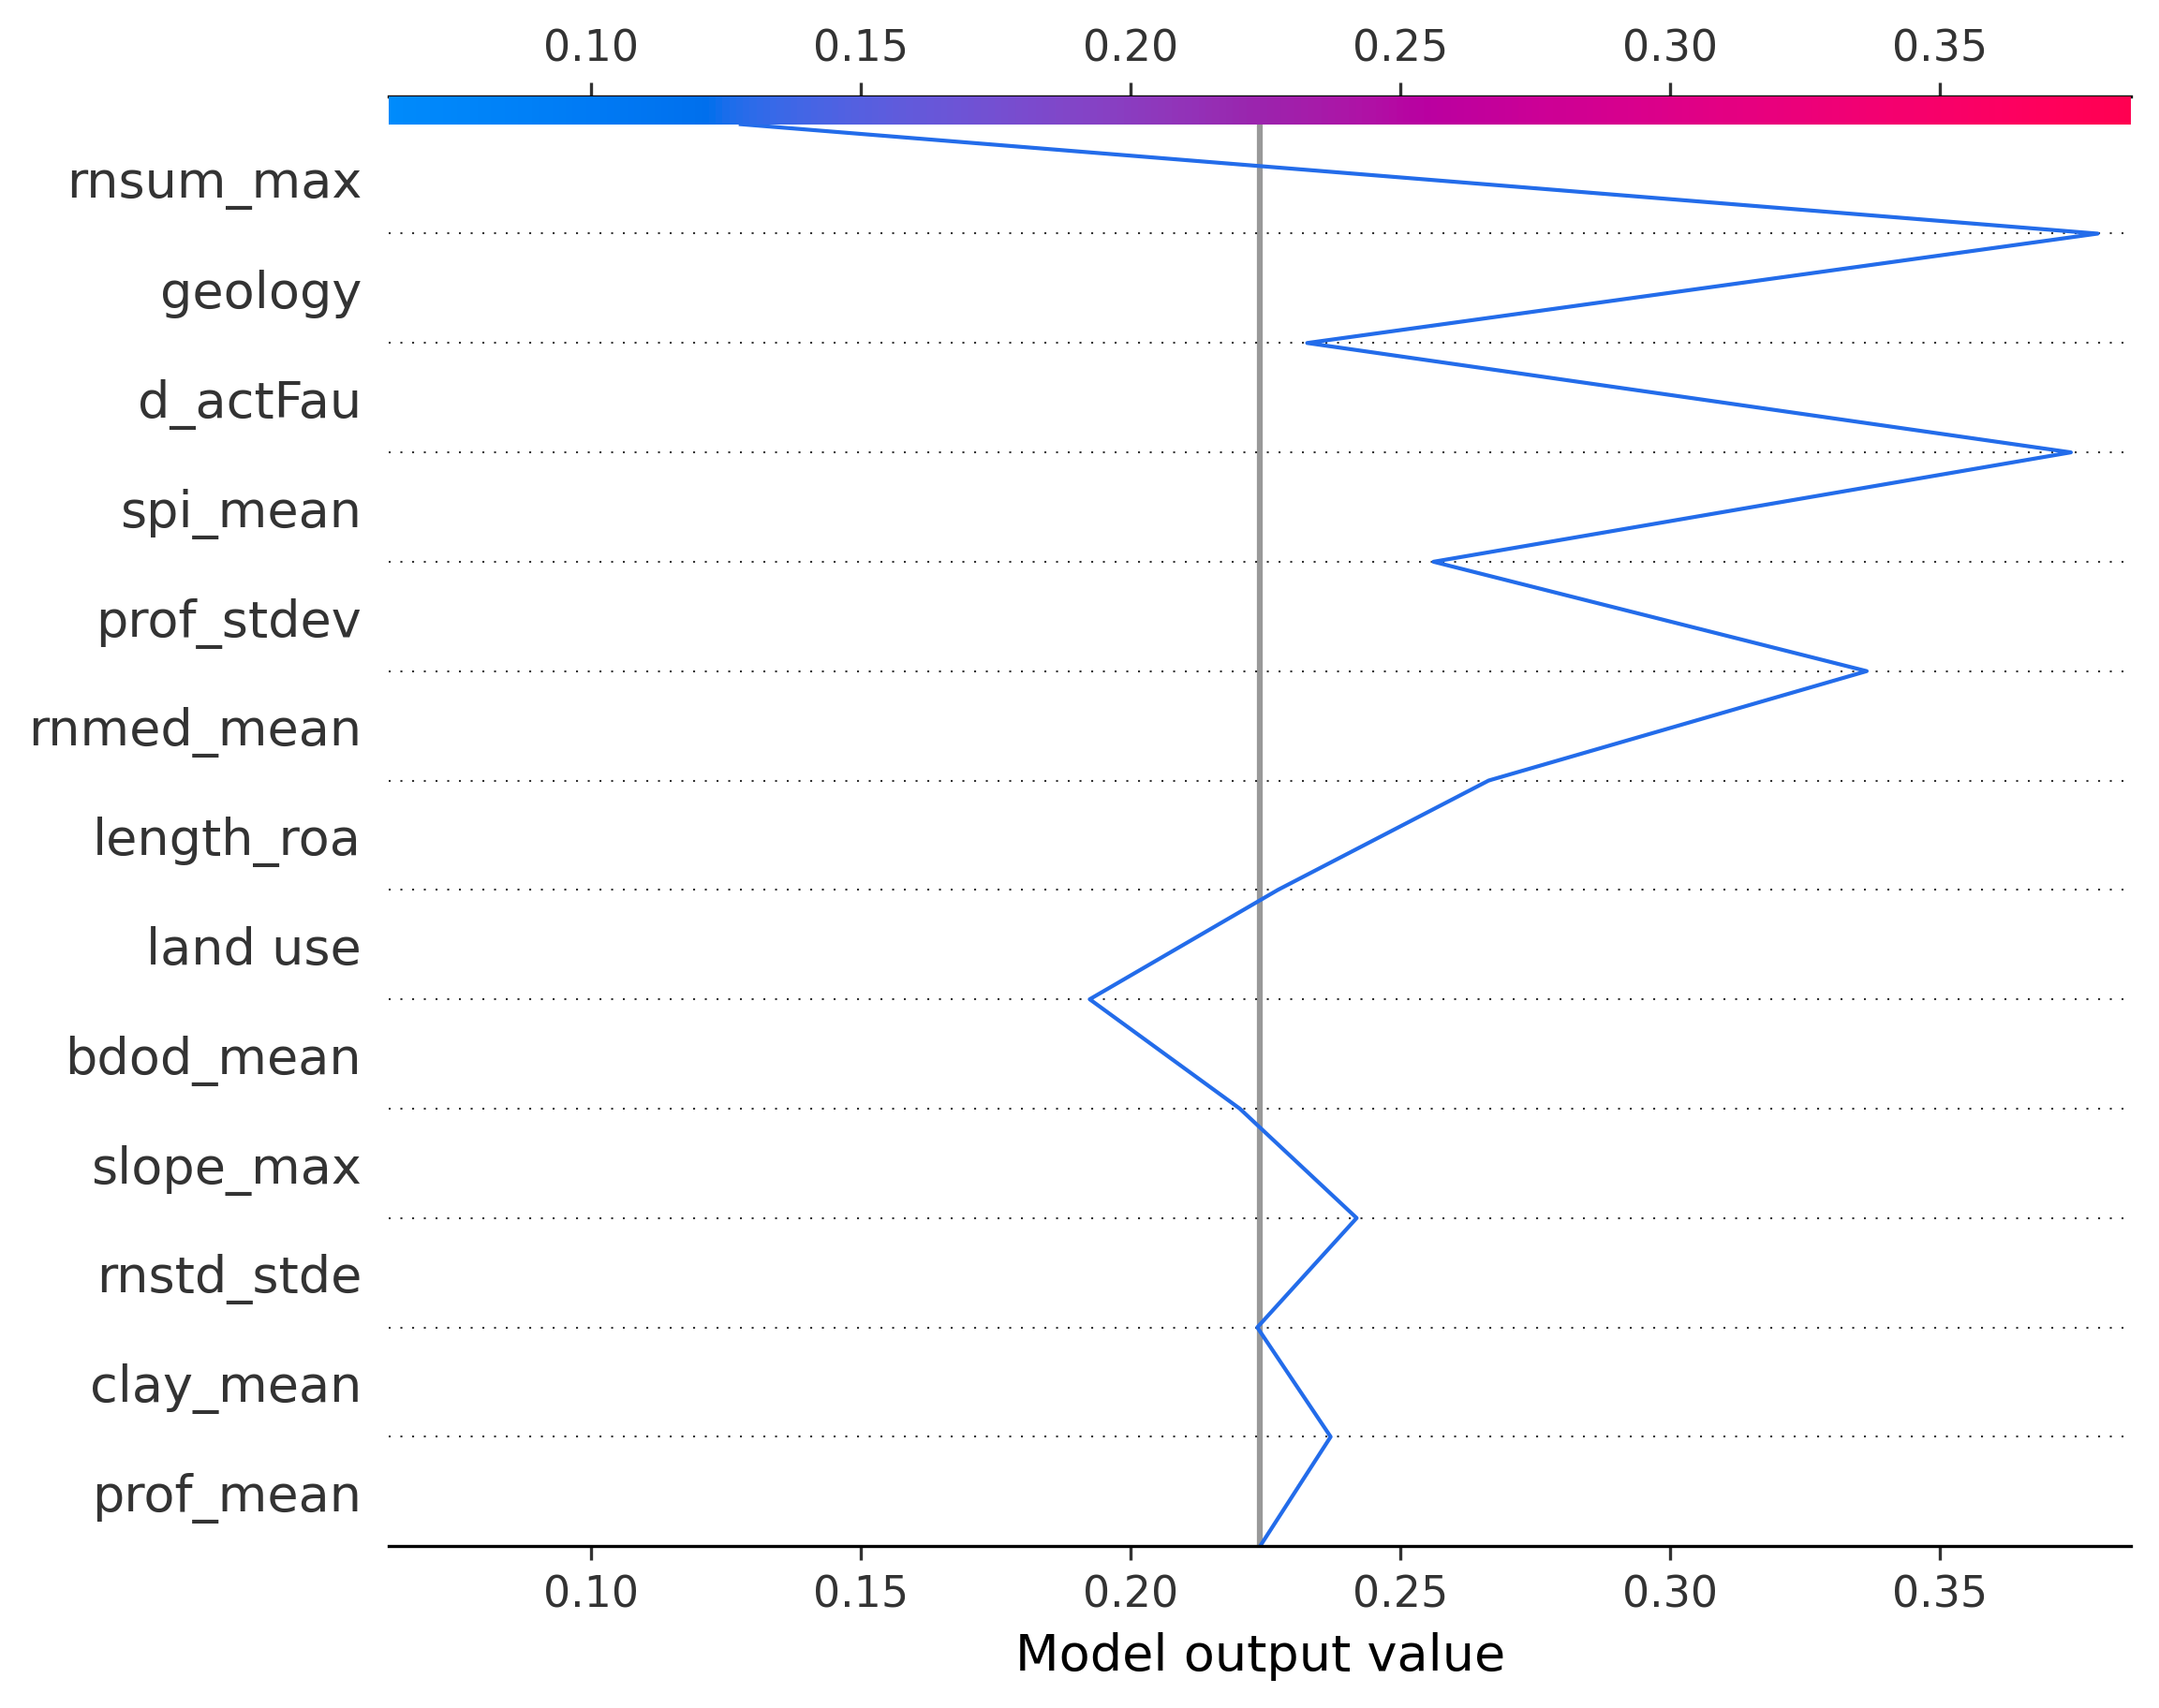 0.10 0.15 0.20 0.25 0.30 0.35
rnsum_max
geology
d_actFau
spi_mean
prof_stdev
rnmed_mean
length_roa
land use
bdod_mean
slope_max
rnstd_stde
clay_mean
prof_mean
0.10 0.15 0.20 0.25 0.30 0.35
Model output value